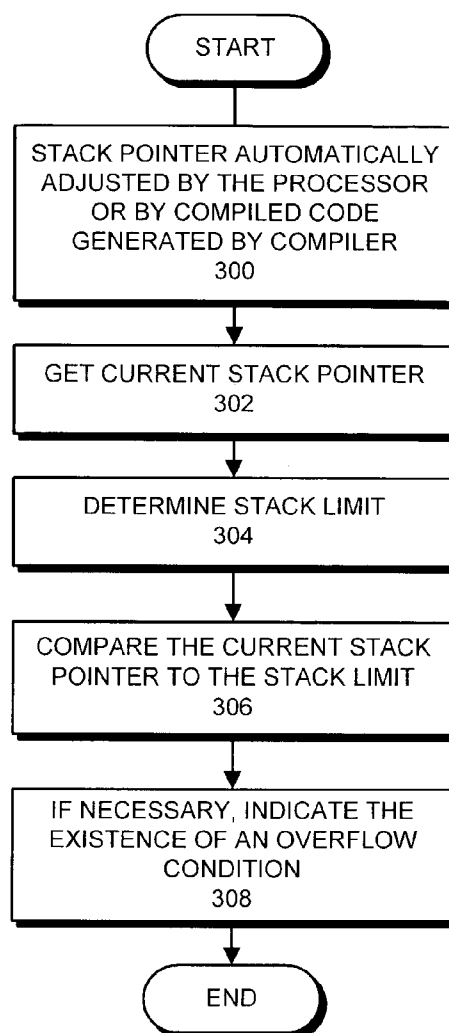 START
STACK POINTER AUTOMATICALLY
ADJUSTED BY THE PROCESSOR
OR BY COMPILED CODE
GENERATED BY COMPILER
300
GET CURRENT STACK POINTER
302
DETERMINE STACK LIMIT
304
COMPARE THE CURRENT STACK
POINTER TO THE STACK LIMIT
306
IF NECESSARY, INDICATE THE
EXISTENCE OF AN OVERFLOW
CONDITION
308
END